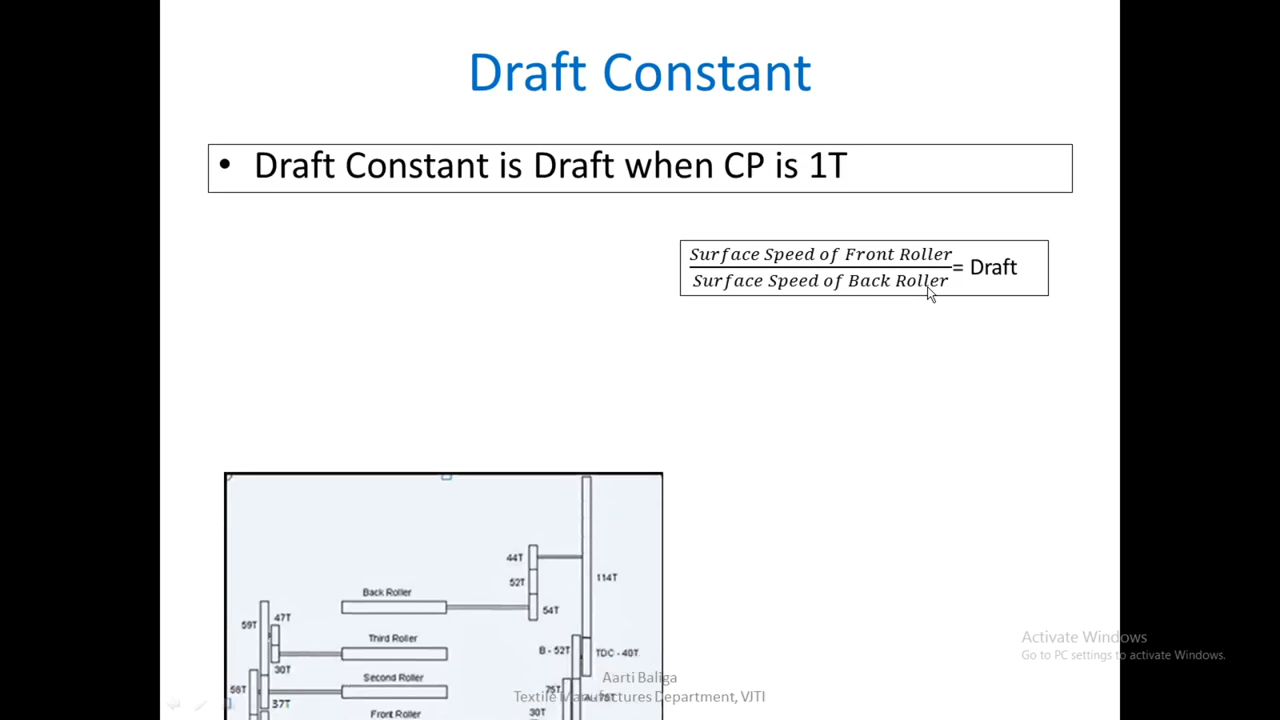 Draft Constant
• Draft Constant is Draft when CP is 1T
Surface Speed of Front Roller
Surface Speed of Back Roller
= Draft
44T
52T
114T
Back Roller
54T
59T
47T
Third Roller
B - 52T
TDC - 40T
30T
Second Roller
Activate Windows
Go to PC settings to activate Windows.
Aarti Baliga
Textile Manufactures Department, VJTI
37T
75T
Front Roller
30T